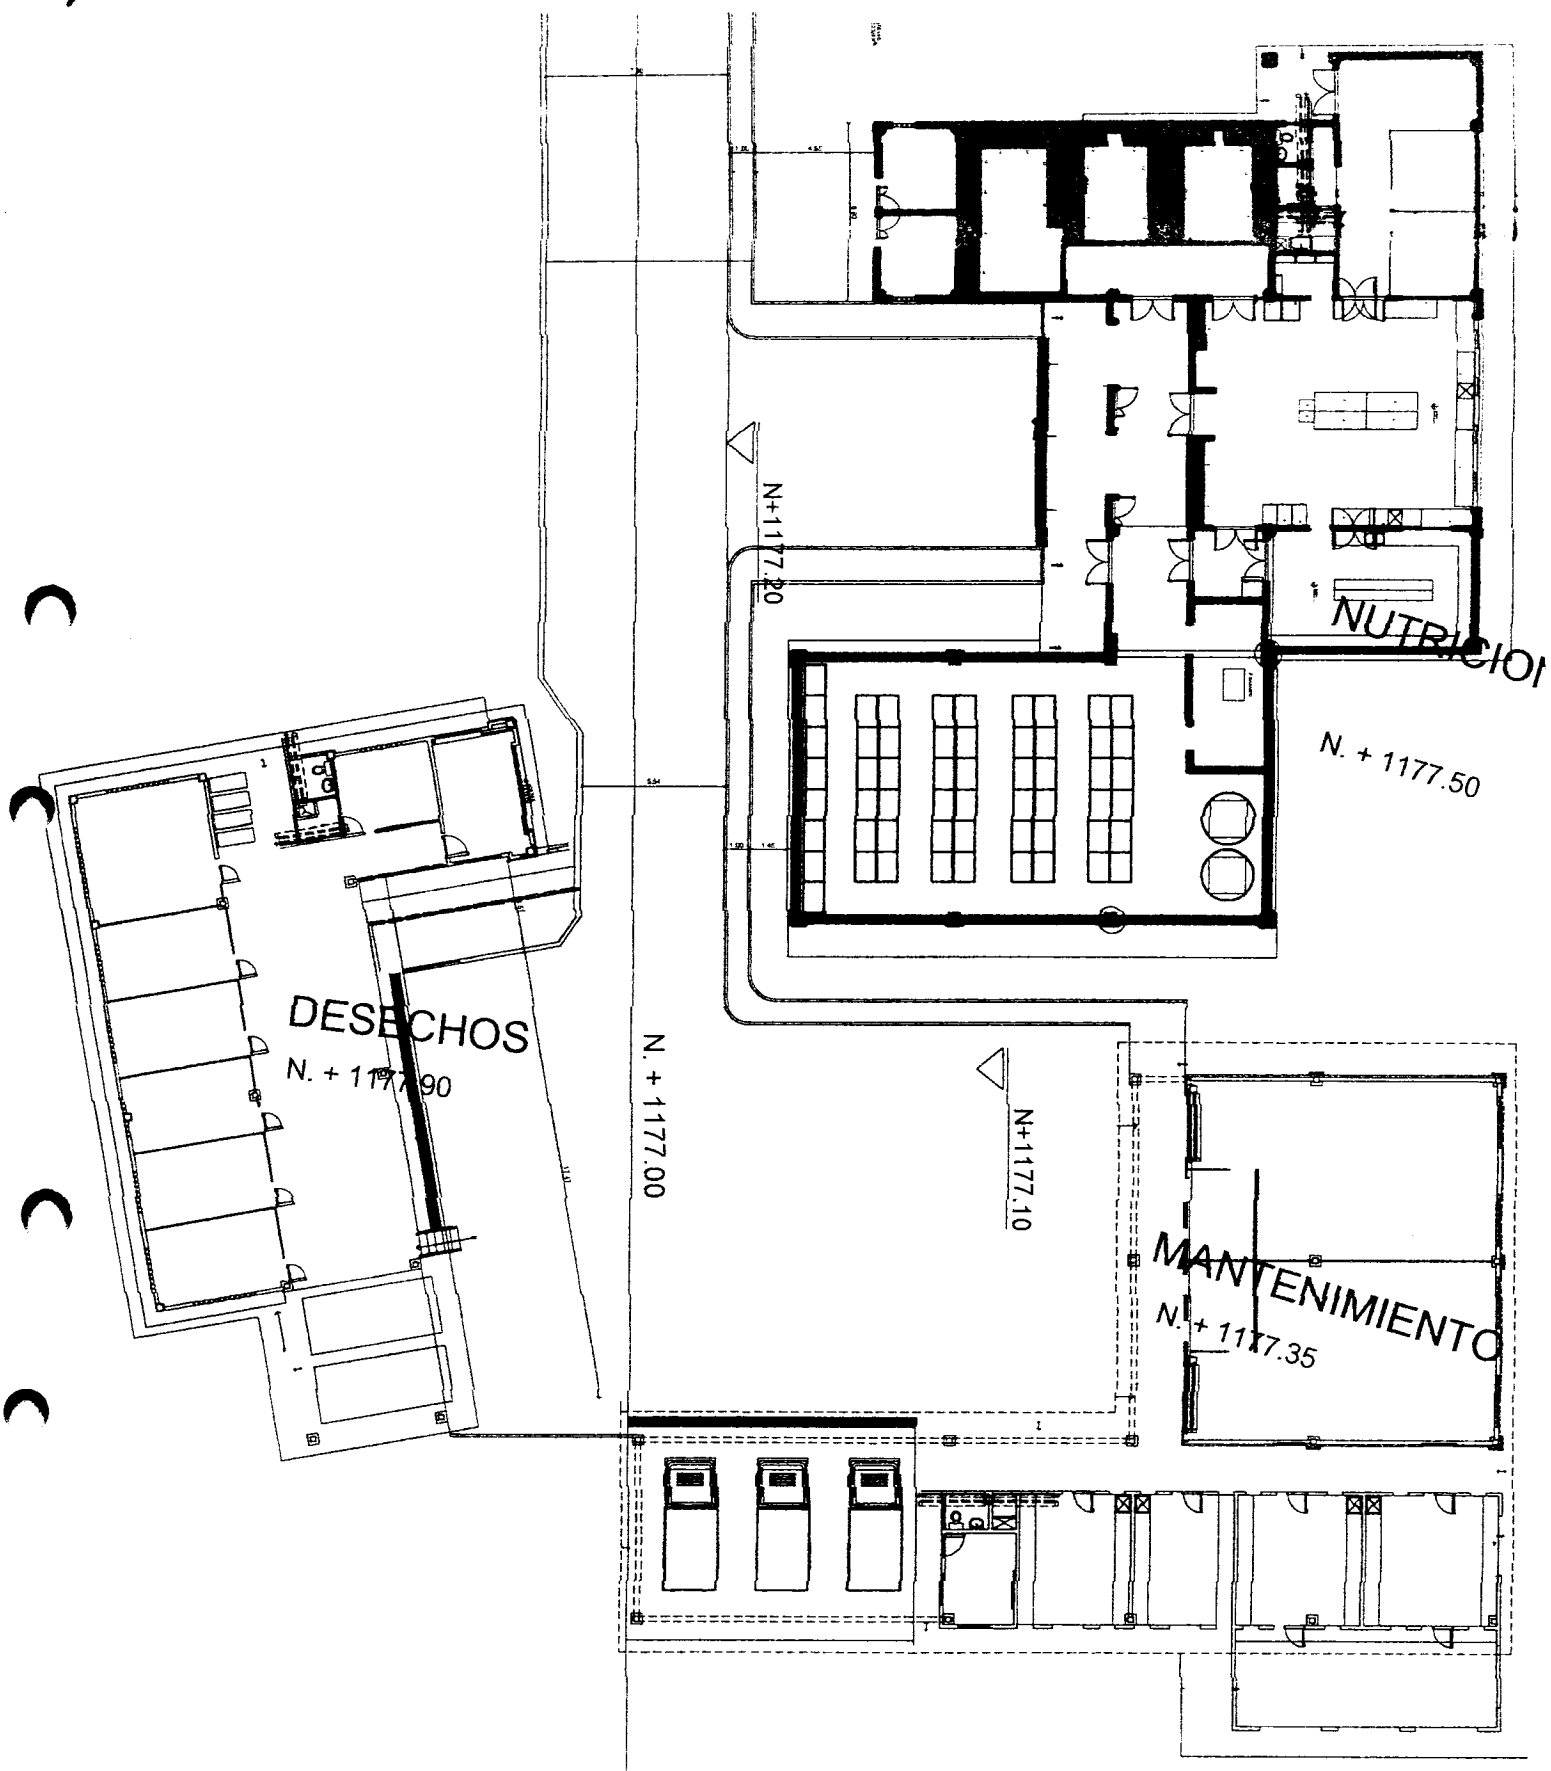 N+1177.20
NUTRICION
N. + 1177.50
DESECHOS
N. + 1177.90
N. + 1177.00
N+1177.10
MANTENIMIENTO
N. + 1177.35